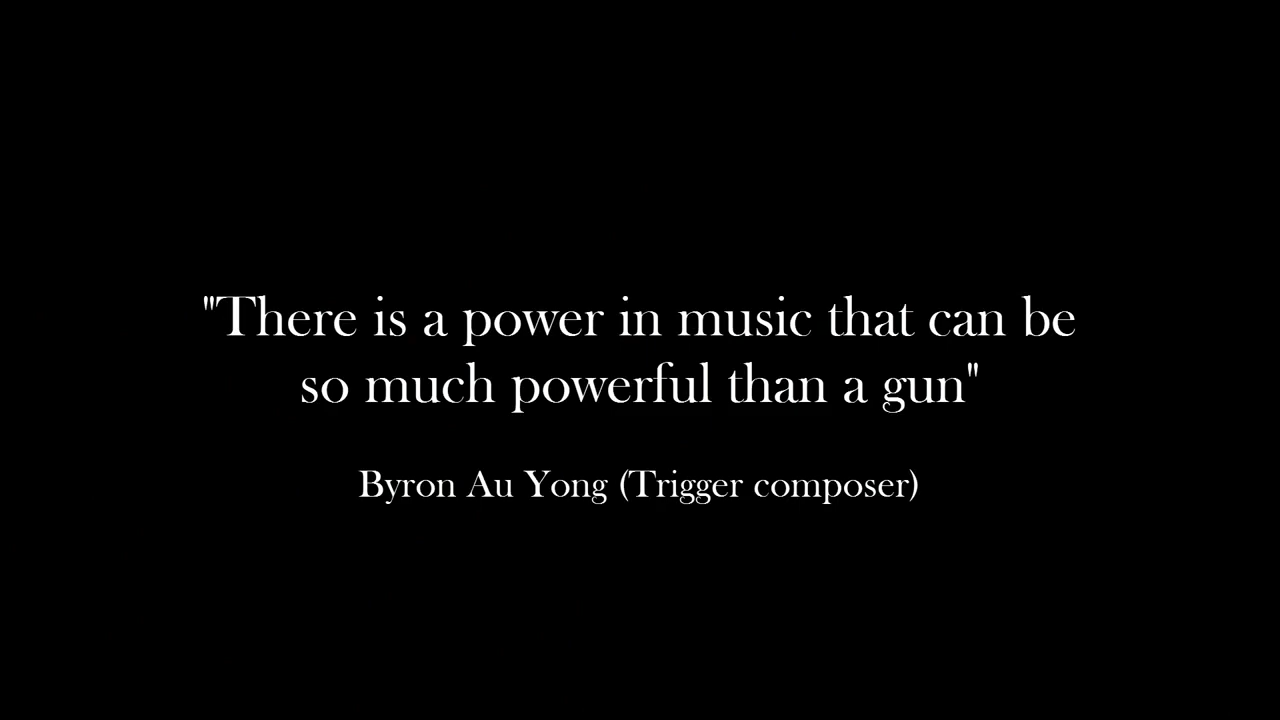 "There is a power in music that can be
so much powerful than a gun"
Byron Au Yong (Trigger composer)